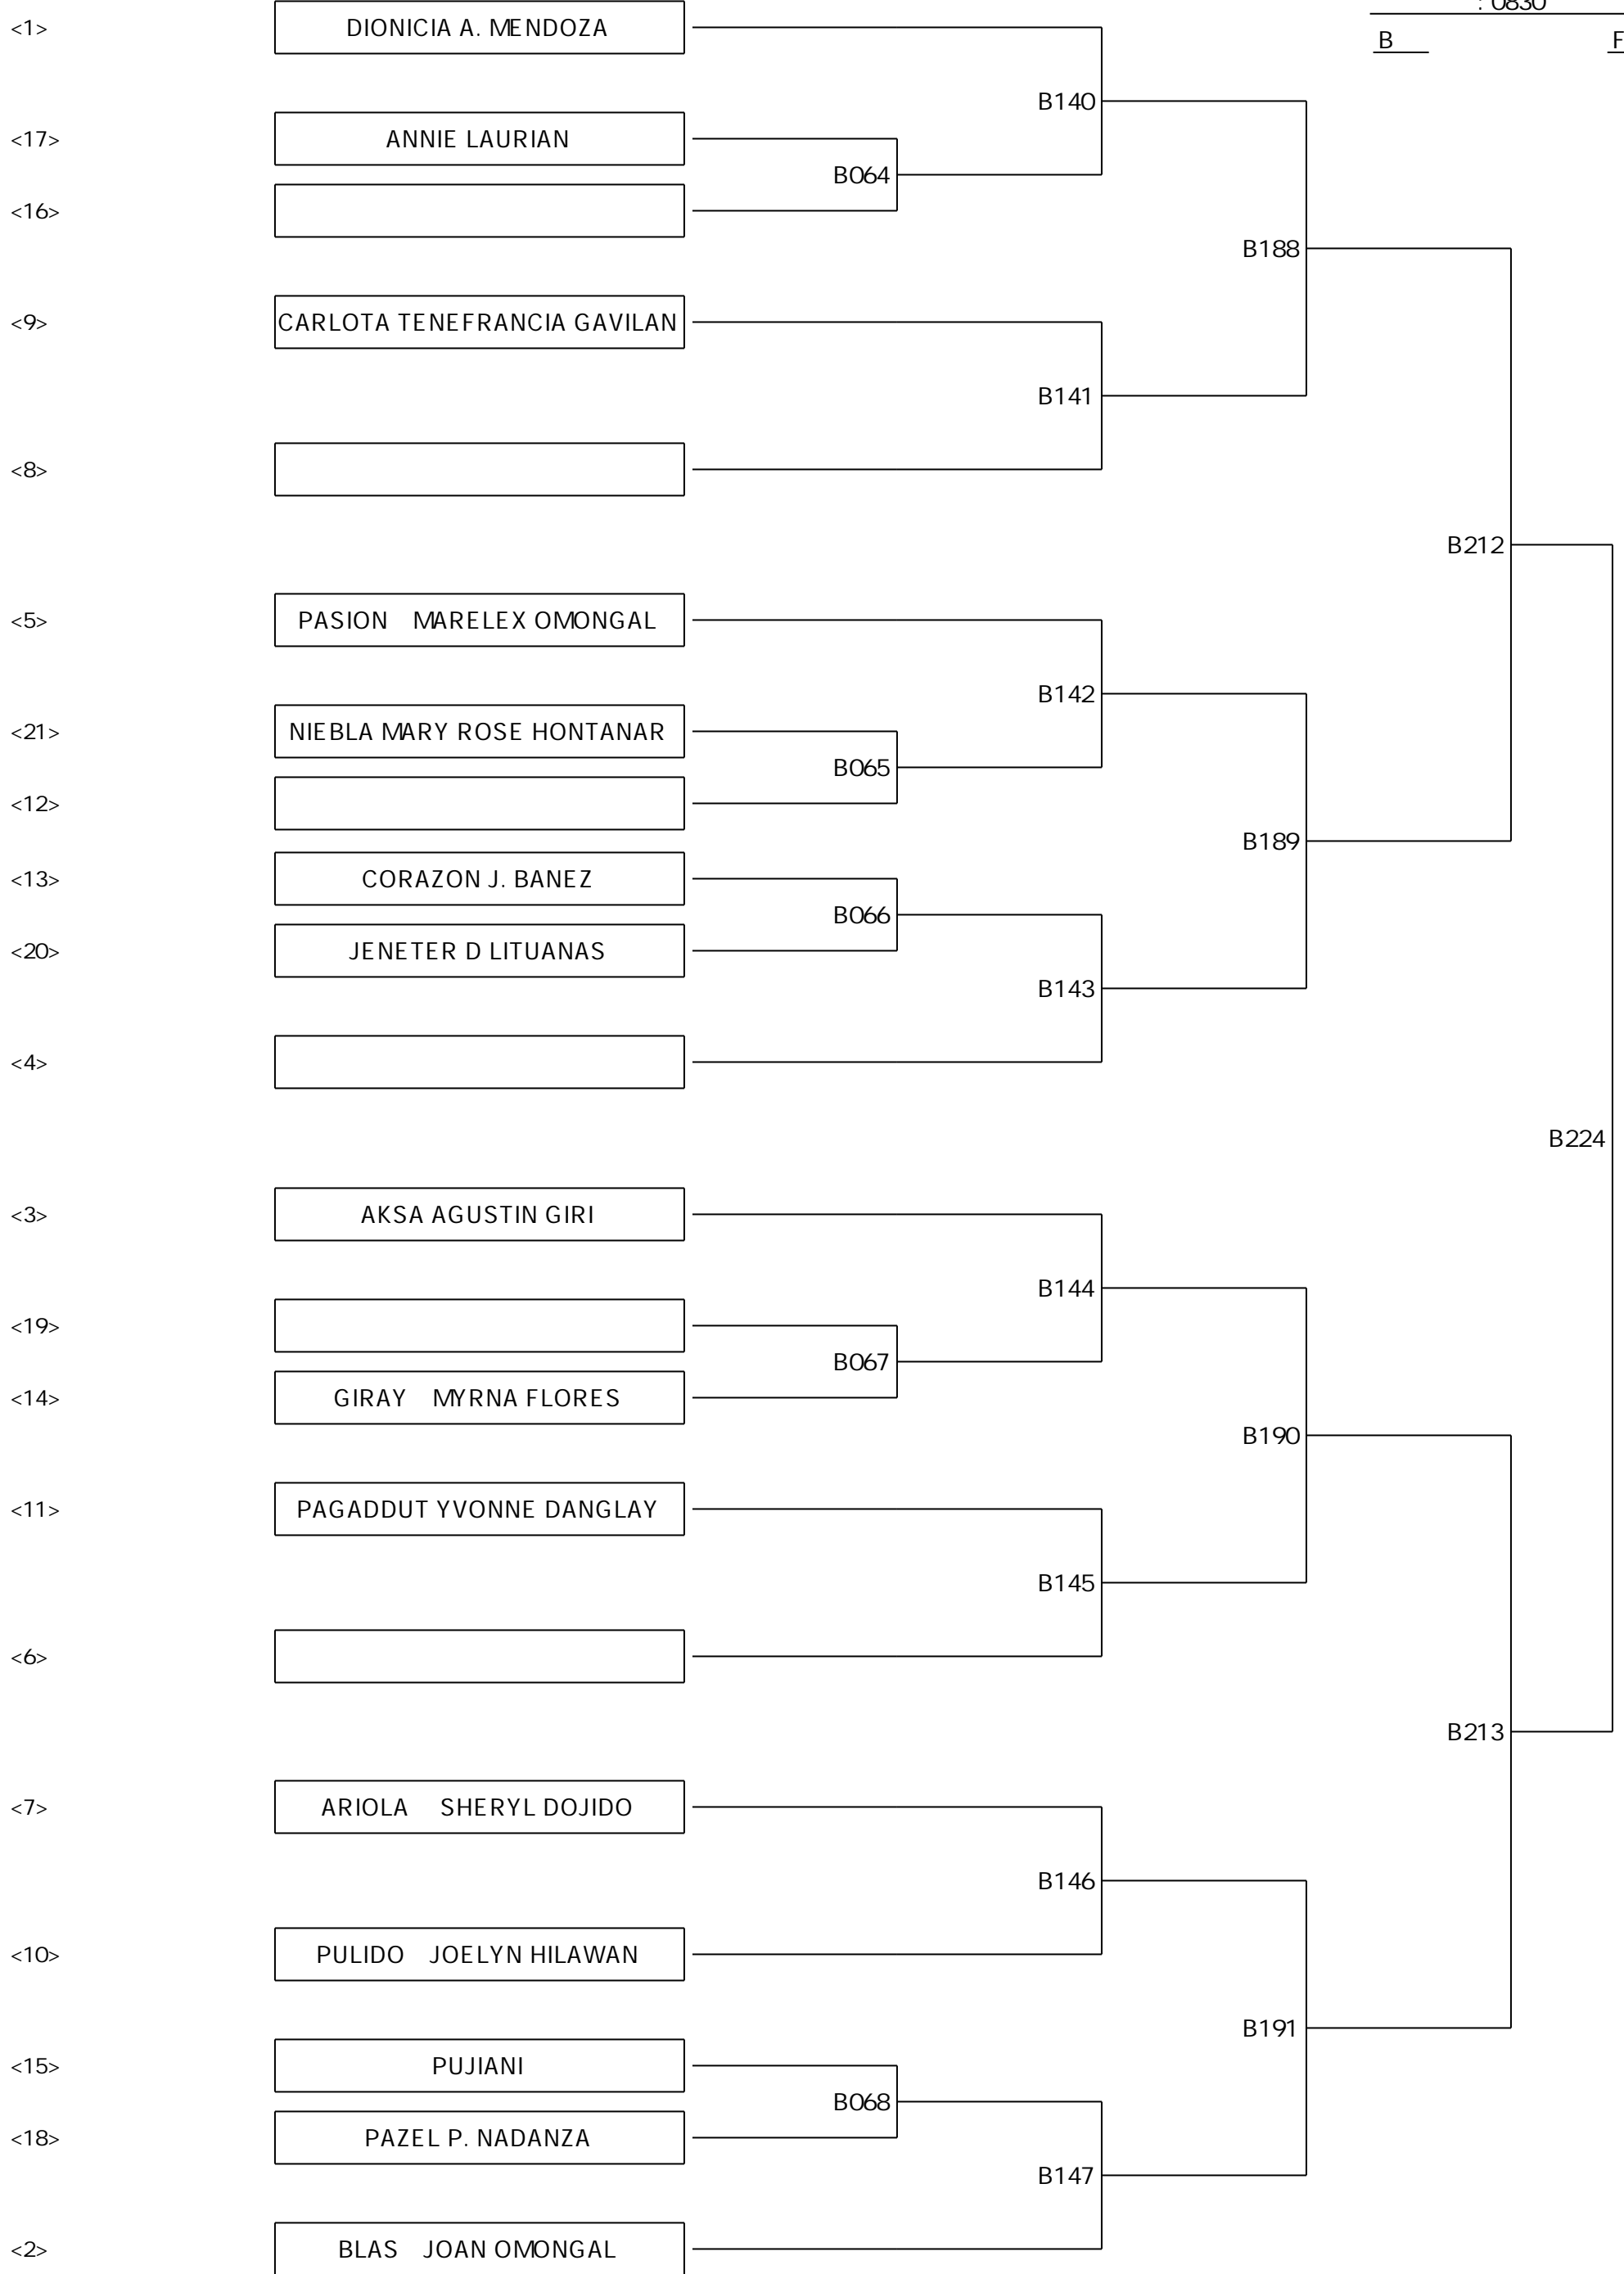 : 0830
<1> DIONICIA A. MENDOZA
B F
B140
<17> ANNIE LAURIAN
B064
<16>
B188
<9> CARLOTA TENEFRANCIA GAVILAN
B141
<8>
B212
<5> PASION MARELEX OMONGAL
B142
<21> NIEBLA MARY ROSE HONTANAR
B065
<12>
B189
<13> CORAZON J. BANEZ
B066
<20> JENETER D LITUANAS
B143
<4>
B224
<3> AKSA AGUSTIN GIRI
B144
<19>
B067
<14> GIRAY MYRNA FLORES
B190
<11> PAGADDUT YVONNE DANGLAY
B145
<6>
B213
<7> ARIOLA SHERYL DOJIDO
B146
<10> PULIDO JOELYN HILAWAN
B191
<15> PUJIANI
B068
<18> PAZEL P. NADANZA
B147
<2> BLAS JOAN OMONGAL